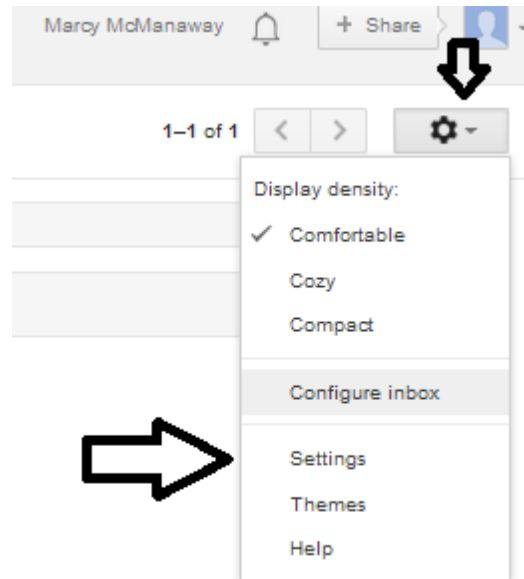 Marcy McManaway + Share
1–1 of 1
Display density:
Comfortable
Cozy
Compact
Configure inbox
Settings
Themes
Help